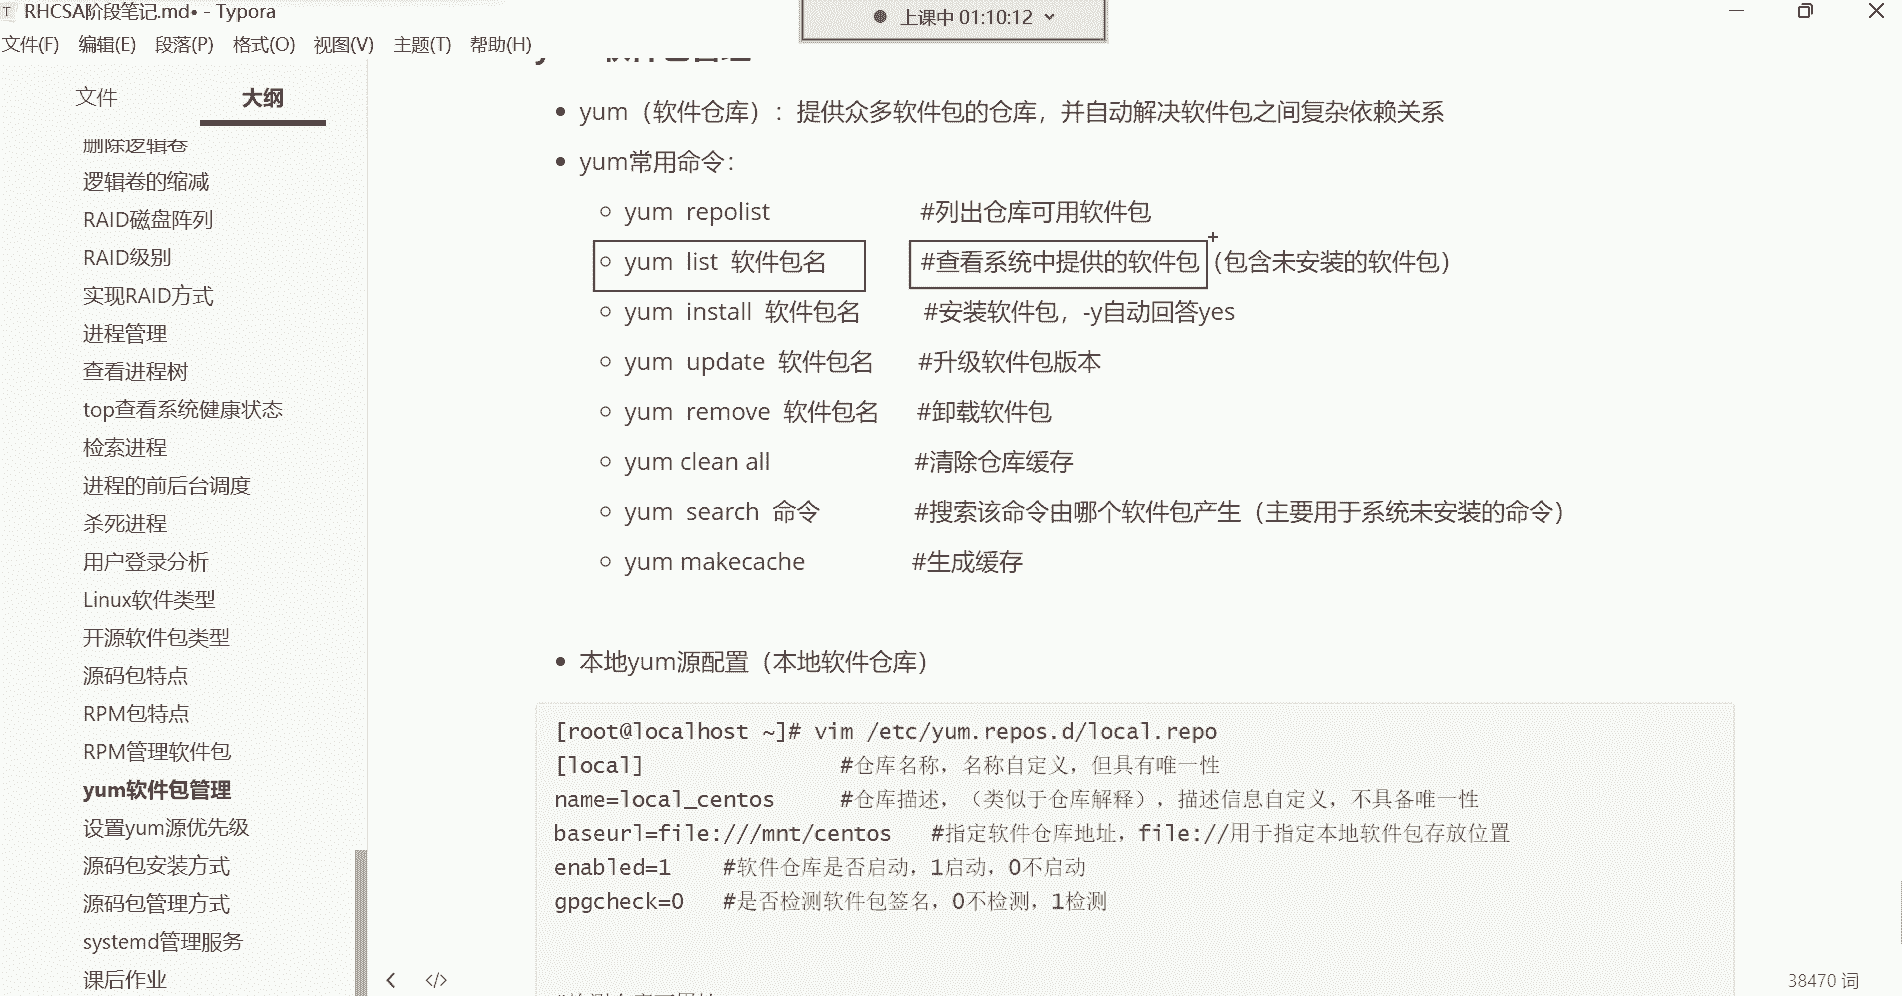 RHCSA阶段笔记.md• - Typora
上课中 01:10:12
文件(F) 编辑(E) 段落(P) 格式(O) 视图(V) 主题(T) 帮助(H)
文件 大纲
删除逻辑卷
逻辑卷的缩减
RAID磁盘阵列
RAID级别
实现RAID方式
进程管理
查看进程树
top查看系统健康状态
检索进程
进程的前后台调度
杀死进程
用户登录分析
Linux软件类型
开源软件包类型
源码包特点
RPM包特点
RPM管理软件包
yum软件包管理
设置yum源优先级
源码包安装方式
源码包管理方式
systemd管理服务
课后作业
yum（软件仓库）：提供众多软件包的仓库，并自动解决软件包之间复杂依赖关系
yum常用命令：
yum repolist #列出仓库可用软件包
yum list 软件包名 #查看系统中提供的软件包（包含未安装的软件包）
yum install 软件包名 #安装软件包，-y自动回答yes
yum update 软件包名 #升级软件包版本
yum remove 软件包名 #卸载软件包
yum clean all #清除仓库缓存
yum search 命令 #搜索该命令由哪个软件包产生（主要用于系统未安装的命令）
yum makecache #生成缓存
本地yum源配置（本地软件仓库）
[root@localhost ~]# vim /etc/yum.repos.d/local.repo
[local] #仓库名称，名称自定义，但具有唯一性
name=local_centos #仓库描述，（类似于仓库解释），描述信息自定义，不具备唯一性
baseurl=file:///mnt/centos #指定软件仓库地址，file://用于指定本地软件包存放位置
enabled=1 #软件仓库是否启动，1启动，0不启动
gpgcheck=0 #是否检测软件包签名，0不检测，1检测
38470 词